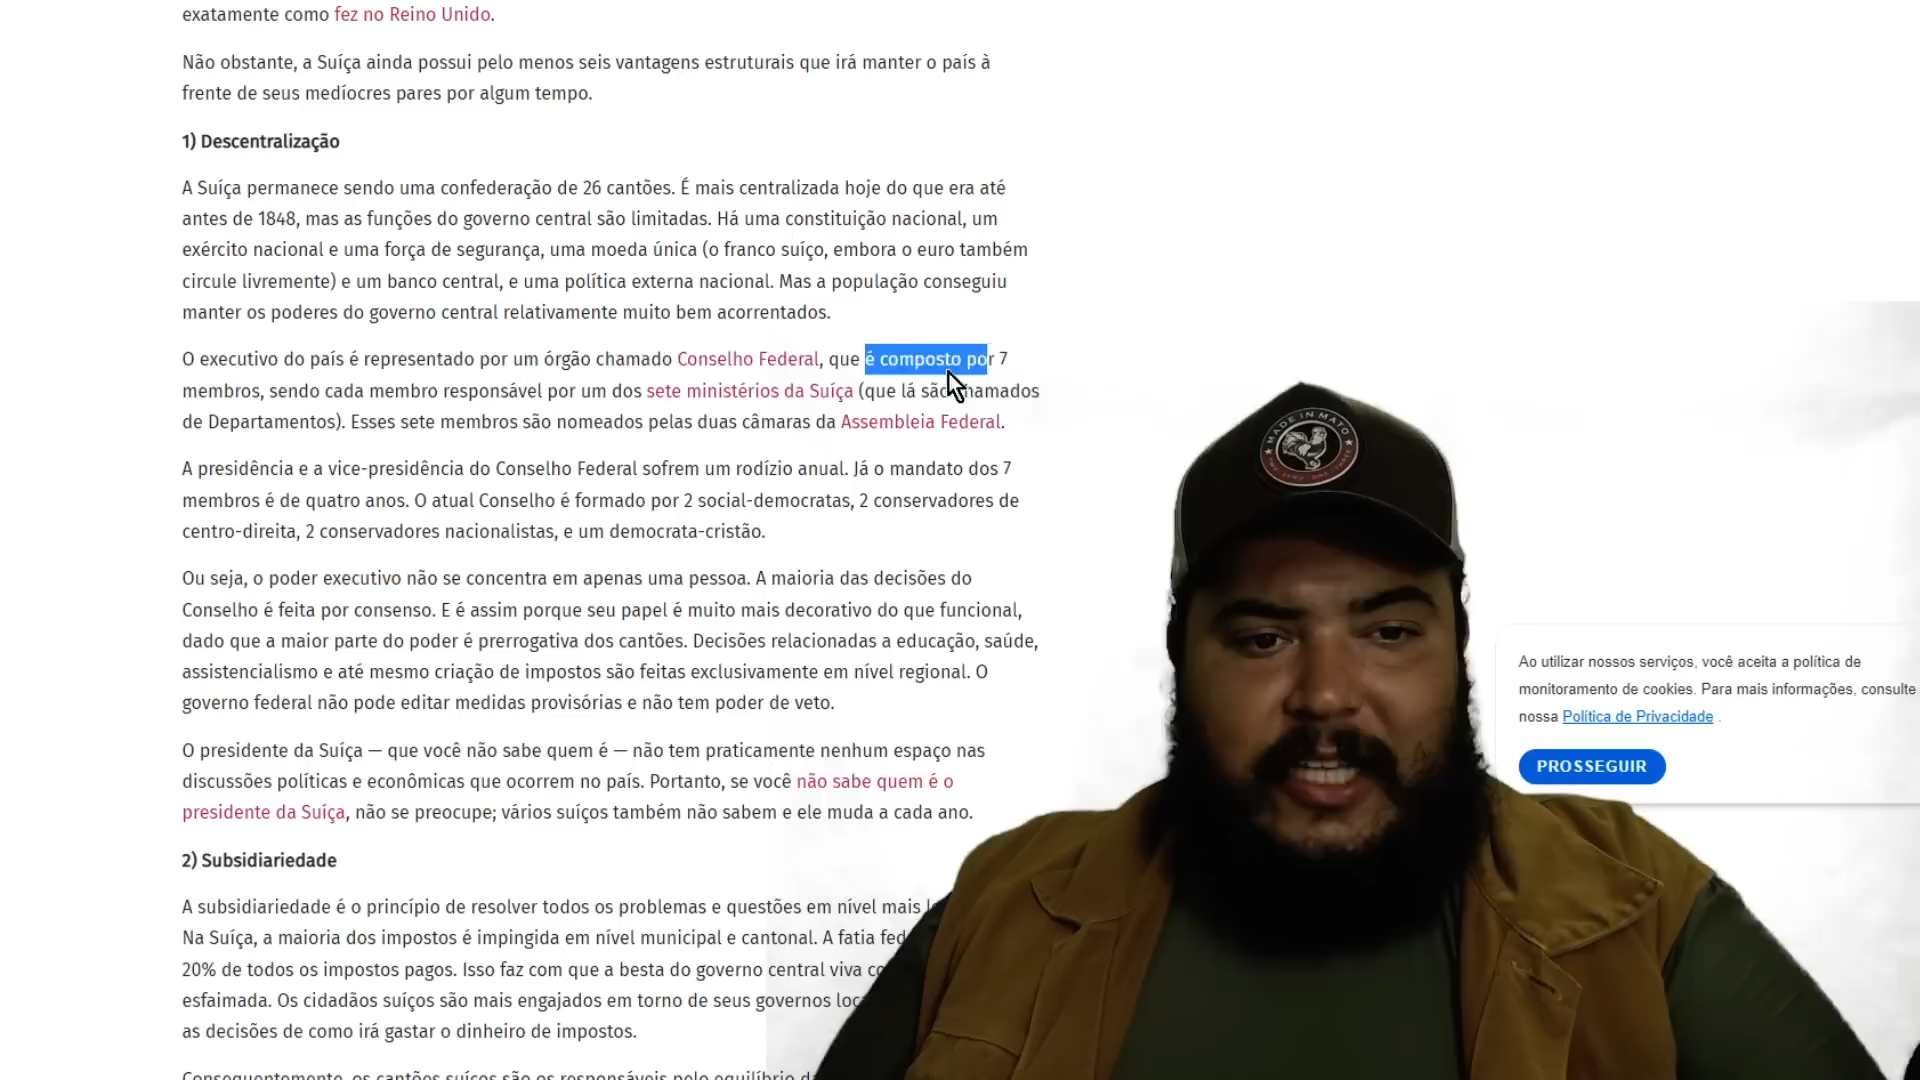 exatamente como fez no Reino Unido.
Não obstante, a Suíça ainda possui pelo menos seis vantagens estruturais que irá manter o país à
frente de seus medíocres pares por algum tempo.
1) Descentralização
A Suíça permanece sendo uma confederação de 26 cantões. É mais centralizada hoje do que era até
antes de 1848, mas as funções do governo central são limitadas. Há uma constituição nacional, um
exército nacional e uma força de segurança, uma moeda única (o franco suíço, embora o euro também
circule livremente) e um banco central, e uma política externa nacional. Mas a população conseguiu
manter os poderes do governo central relativamente muito bem acorrentados.
O executivo do país é representado por um órgão chamado Conselho Federal, que é composto por 7
membros, sendo cada membro responsável por um dos sete ministérios da Suíça (que lá são chamados
de Departamentos). Esses sete membros são nomeados pelas duas câmaras da Assembleia Federal.
A presidência e a vice-presidência do Conselho Federal sofrem um rodízio anual. Já o mandato dos 7
membros é de quatro anos. O atual Conselho é formado por 2 social-democratas, 2 conservadores de
centro-direita, 2 conservadores nacionalistas, e um democrata-cristão.
Ou seja, o poder executivo não se concentra em apenas uma pessoa. A maioria das decisões do
Conselho é feita por consenso. E é assim porque seu papel é muito mais decorativo do que funcional,
dado que a maior parte do poder é prerrogativa dos cantões. Decisões relacionadas a educação, saúde,
assistencialismo e até mesmo criação de impostos são feitas exclusivamente em nível regional. O
governo federal não pode editar medidas provisórias e não tem poder de veto.
O presidente da Suíça — que você não sabe quem é — não tem praticamente nenhum espaço nas
discussões políticas e econômicas que ocorrem no país. Portanto, se você não sabe quem é o
presidente da Suíça, não se preocupe; vários suíços também não sabem e ele muda a cada ano.
2) Subsidiariedade
A subsidiariedade é o princípio de resolver todos os problemas e questões em nível mais
Na Suíça, a maioria dos impostos é impingida em nível municipal e cantonal. A fatia
20% de todos os impostos pagos. Isso faz com que a besta do governo central viva
esfaimada. Os cidadãos suíços são mais engajados em torno de seus governos
as decisões de como irá gastar o dinheiro de impostos.
Consequentemente, os cantões suíços são os responsáveis pelo equilíbrio
MADE IN MATO
Ao utilizar nossos serviços, você aceita a política de
monitoramento de cookies. Para mais informações, consulte
nossa Política de Privacidade .
PROSSEGUIR